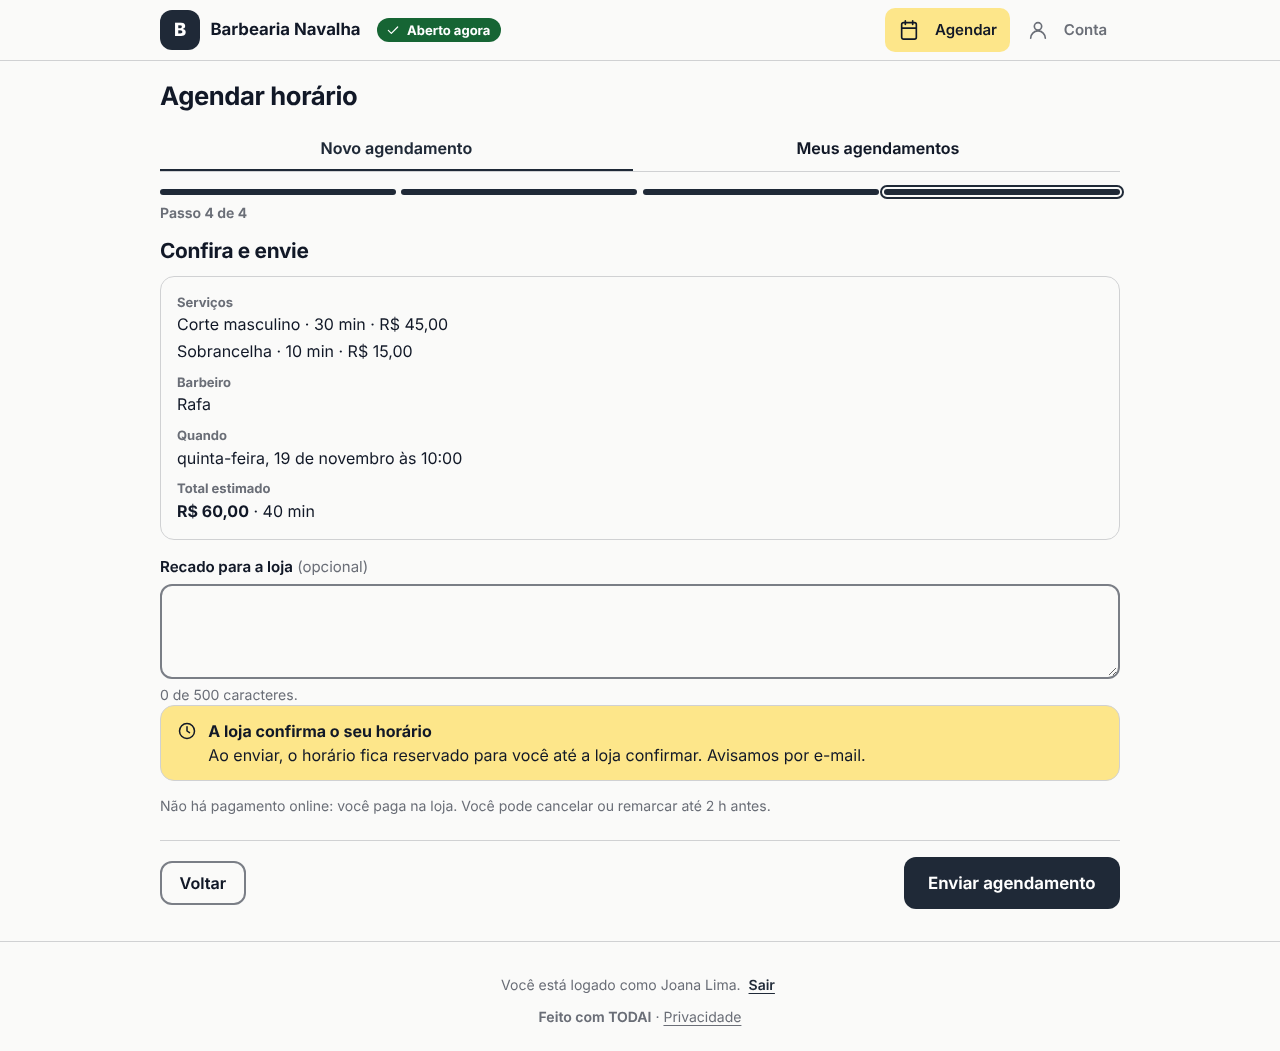 B Barbearia Navalha Aberto agora Agendar Conta
Agendar horário
Novo agendamento Meus agendamentos
Passo 4 de 4
Confira e envie
Serviços
Corte masculino · 30 min · R$ 45,00
Sobrancelha · 10 min · R$ 15,00
Barbeiro
Rafa
Quando
quinta-feira, 19 de novembro às 10:00
Total estimado
R$ 60,00 · 40 min
Recado para a loja (opcional)
0 de 500 caracteres.
A loja confirma o seu horário
Ao enviar, o horário fica reservado para você até a loja confirmar. Avisamos por e-mail.
Não há pagamento online: você paga na loja. Você pode cancelar ou remarcar até 2 h antes.
Voltar Enviar agendamento
Você está logado como Joana Lima. Sair
Feito com TODAI · Privacidade